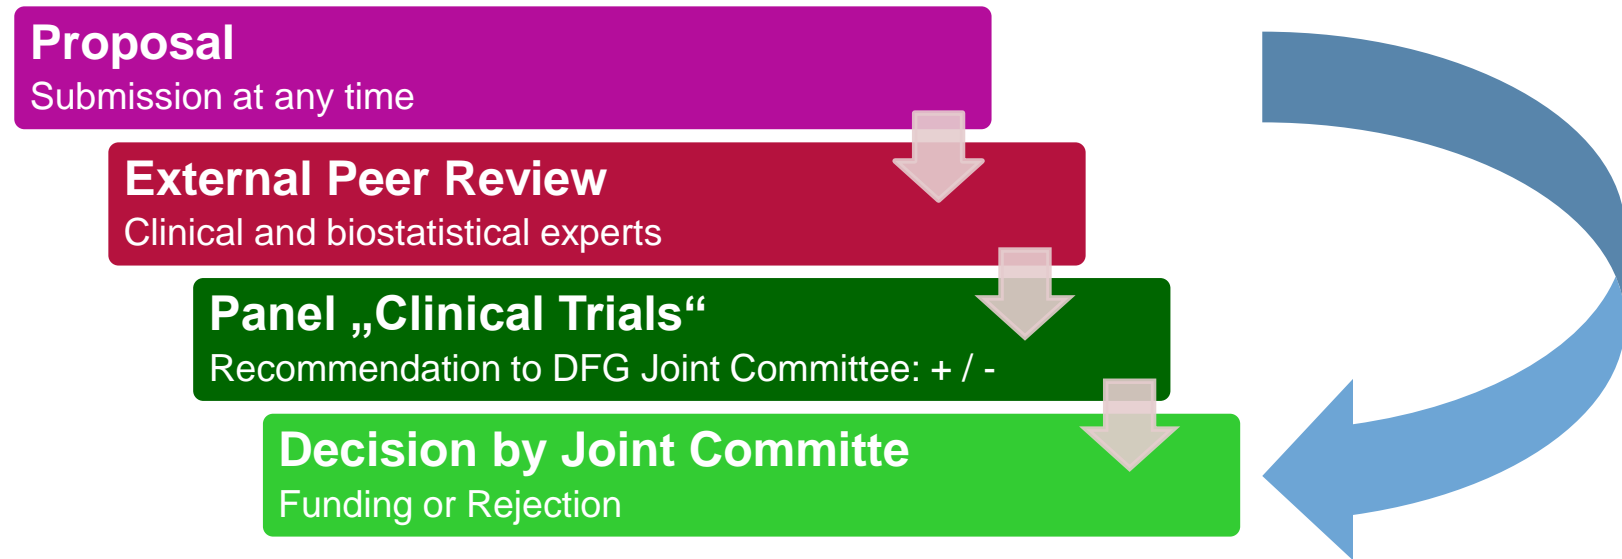 Proposal
Submission at any time
External Peer Review
Clinical and biostatistical experts
Panel „Clinical Trials“
Recommendation to DFG Joint Committee: + / -
Decision by Joint Committe
Funding or Rejection